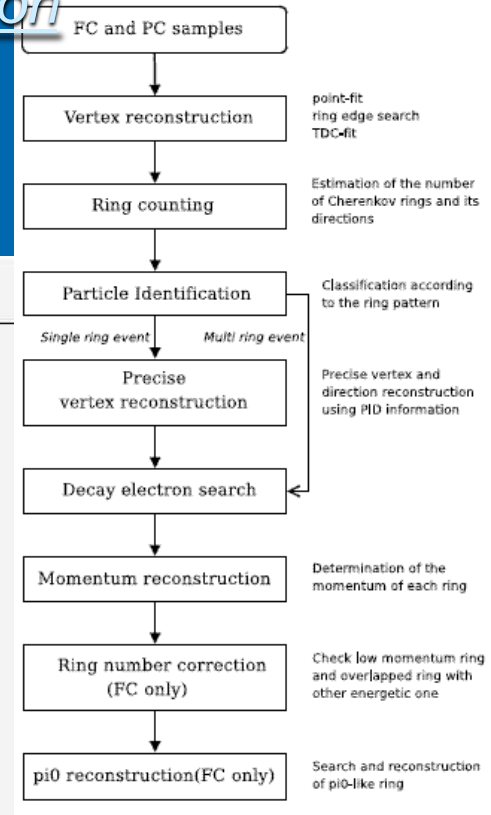 on
FC and PC samples
Vertex reconstruction
point-fit
ring edge search
TDC-fit
Ring counting
Estimation of the number
of Cherenkov rings and its
directions
Particle Identification
Classification according
to the ring pattern
Single ring event
Multi ring event
Precise
vertex reconstruction
Precise vertex and
direction reconstruction
using PID information
Decay electron search
Momentum reconstruction
Determination of the
momentum of each ring
Ring number correction
(FC only)
Check low momentum ring
and overlapped ring with
other energetic one
pi0 reconstruction(FC only)
Search and reconstruction
of pi0-like ring